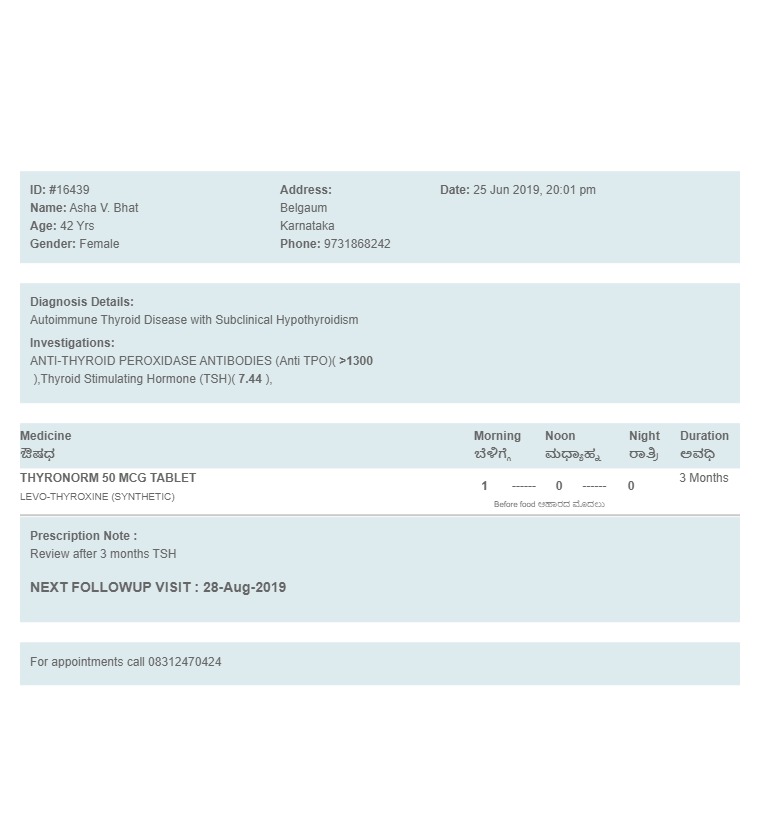 ID: #16439
Name: Asha V. Bhat
Age: 42 Yrs
Gender: Female
Address:
Belgaum
Karnataka
Phone: 9731868242
Date: 25 Jun 2019, 20:01 pm
Diagnosis Details:
Autoimmune Thyroid Disease with Subclinical Hypothyroidism
Investigations:
ANTI-THYROID PEROXIDASE ANTIBODIES (Anti TPO)( >1300
),Thyroid Stimulating Hormone (TSH)( 7.44 ),
Medicine Morning Noon Night Duration
ಔಷಧ ಬೆಳಿಗ್ಗೆ ಮಧ್ಯಾಹ್ನ ರಾತ್ರಿ ಅವಧಿ
THYRONORM 50 MCG TABLET 3 Months
1 ------ 0 ------ 0
LEVO-THYROXINE (SYNTHETIC)
Before food ಆಹಾರದ ಮೊದಲು
Prescription Note :
Review after 3 months TSH
NEXT FOLLOWUP VISIT : 28-Aug-2019
For appointments call 08312470424